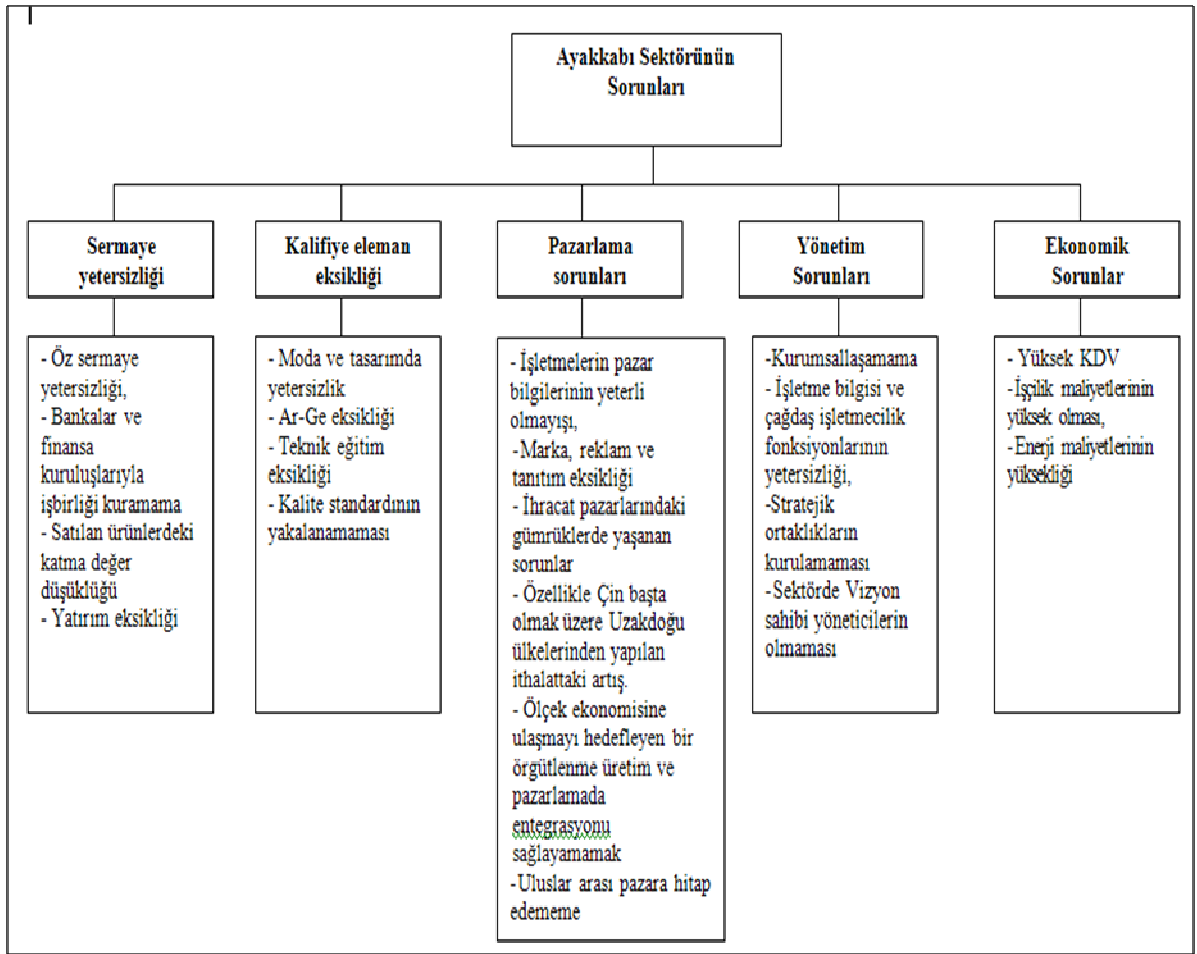 Ayakkabı Sektörünün
Sorunları
Sermaye
yetersizliği
Kalifiye eleman
eksikliği
Pazarlama
sorunları
Yönetim
Sorunları
Ekonomik
Sorunlar
- Öz sermaye
yetersizliği,
- Bankalar ve
finansa
kuruluşlarıyla
işbirliği kuramama
- Satılan ürünlerdeki
katma değer
düşüklüğü
- Yatırım eksikliği
- Moda ve tasarımda
yetersizlik
- Ar-Ge eksikliği
- Teknik eğitim
eksikliği
- Kalite standardının
yakalanamaması
- İşletmelerin pazar
bilgilerinin yeterli
olmayışı,
-Marka, reklam ve
tanıtım eksikliği
- İhracat pazarlarındaki
gümrüklerde yaşanan
sorunlar
- Özellikle Çin başta
olmak üzere Uzakdoğu
ülkelerinden yapılan
ithalattaki artış.
- Ölçek ekonomisine
ulaşmayı hedefleyen bir
örgütlenme üretim ve
pazarlamada
entegrasyonu
sağlayamamak
-Uluslar arası pazara hitap
edememe
-Kurumsallaşamama
- İşletme bilgisi ve
çağdaş işletmecilik
fonksiyonlarının
yetersizliği,
-Stratejik
ortaklıkların
kurulamaması
-Sektörde Vizyon
sahibi yöneticilerin
olmaması
- Yüksek KDV
-İşçilik maliyetlerinin
yüksek olması,
-Enerji maliyetlerinin
yüksekliği